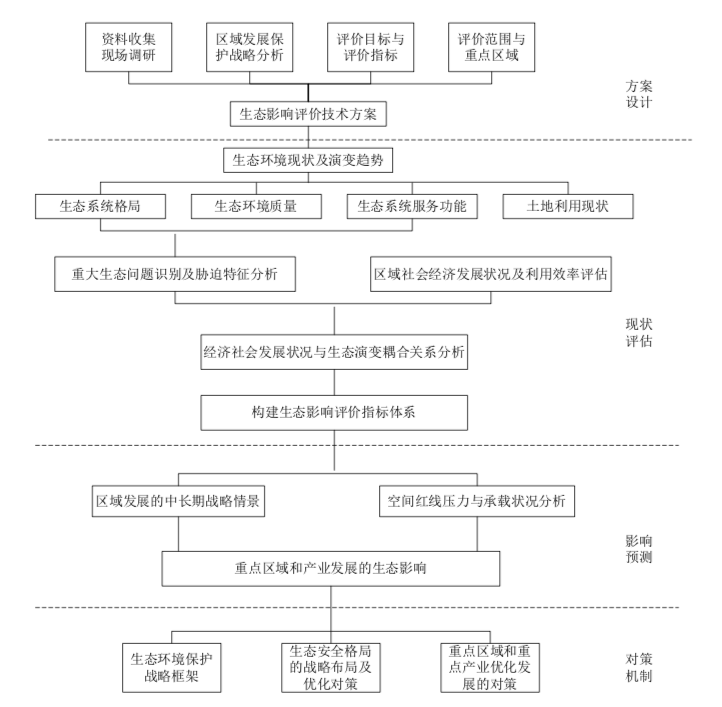 资料收集
现场调研
区域发展保
护战略分析
评价目标与
评价指标
评价范围与
重点区域
方案
设计
生态影响评价技术方案
生态环境现状及演变趋势
生态系统格局
生态环境质量
生态系统服务功能
土地利用现状
重大生态问题识别及胁迫特征分析
区域社会经济发展状况及利用效率评估
现状
评估
经济社会发展状况与生态演变耦合关系分析
构建生态影响评价指标体系
区域发展的中长期战略情景
空间红线压力与承载状况分析
影响
预测
重点区域和产业发展的生态影响
生态环境保护
战略框架
生态安全格局
的战略布局及
优化对策
重点区域和重
点产业优化发
展的对策
对策
机制